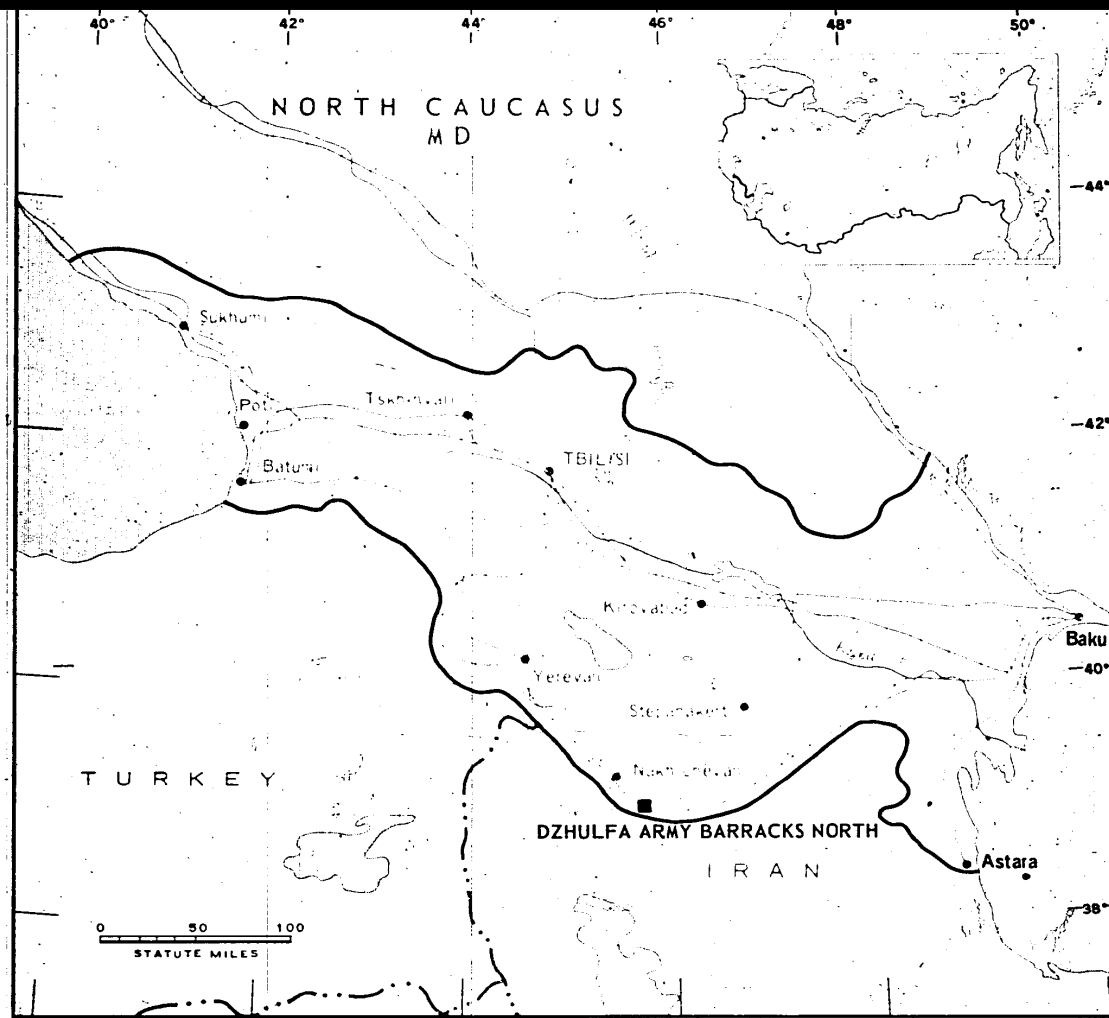 40° 42° 44° 46° 48° 50°
NORTH CAUCASUS
MD
44°
Sukhumi
Poti
Tskhinvali
42°
Batumi
TBILISI
Kirovabad
Baku
40°
Yerevan
Stepanakert
TURKEY
Nakhichevan
DZHULFA ARMY BARRACKS NORTH
IRAN
Astara
38°
0 50 100
STATUTE MILES